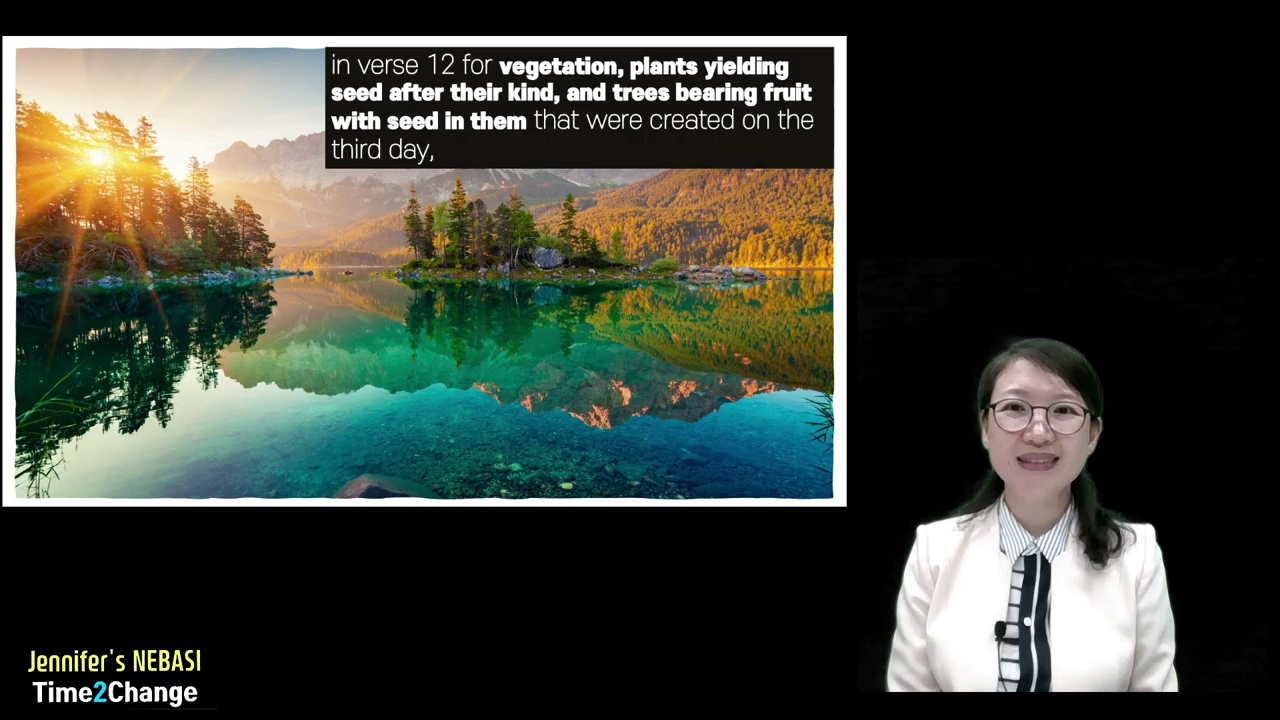 in verse 12 for vegetation, plants yielding
seed after their kind, and trees bearing fruit
with seed in them that were created on the
third day,
Jennifer's NEBASI
Time2Change